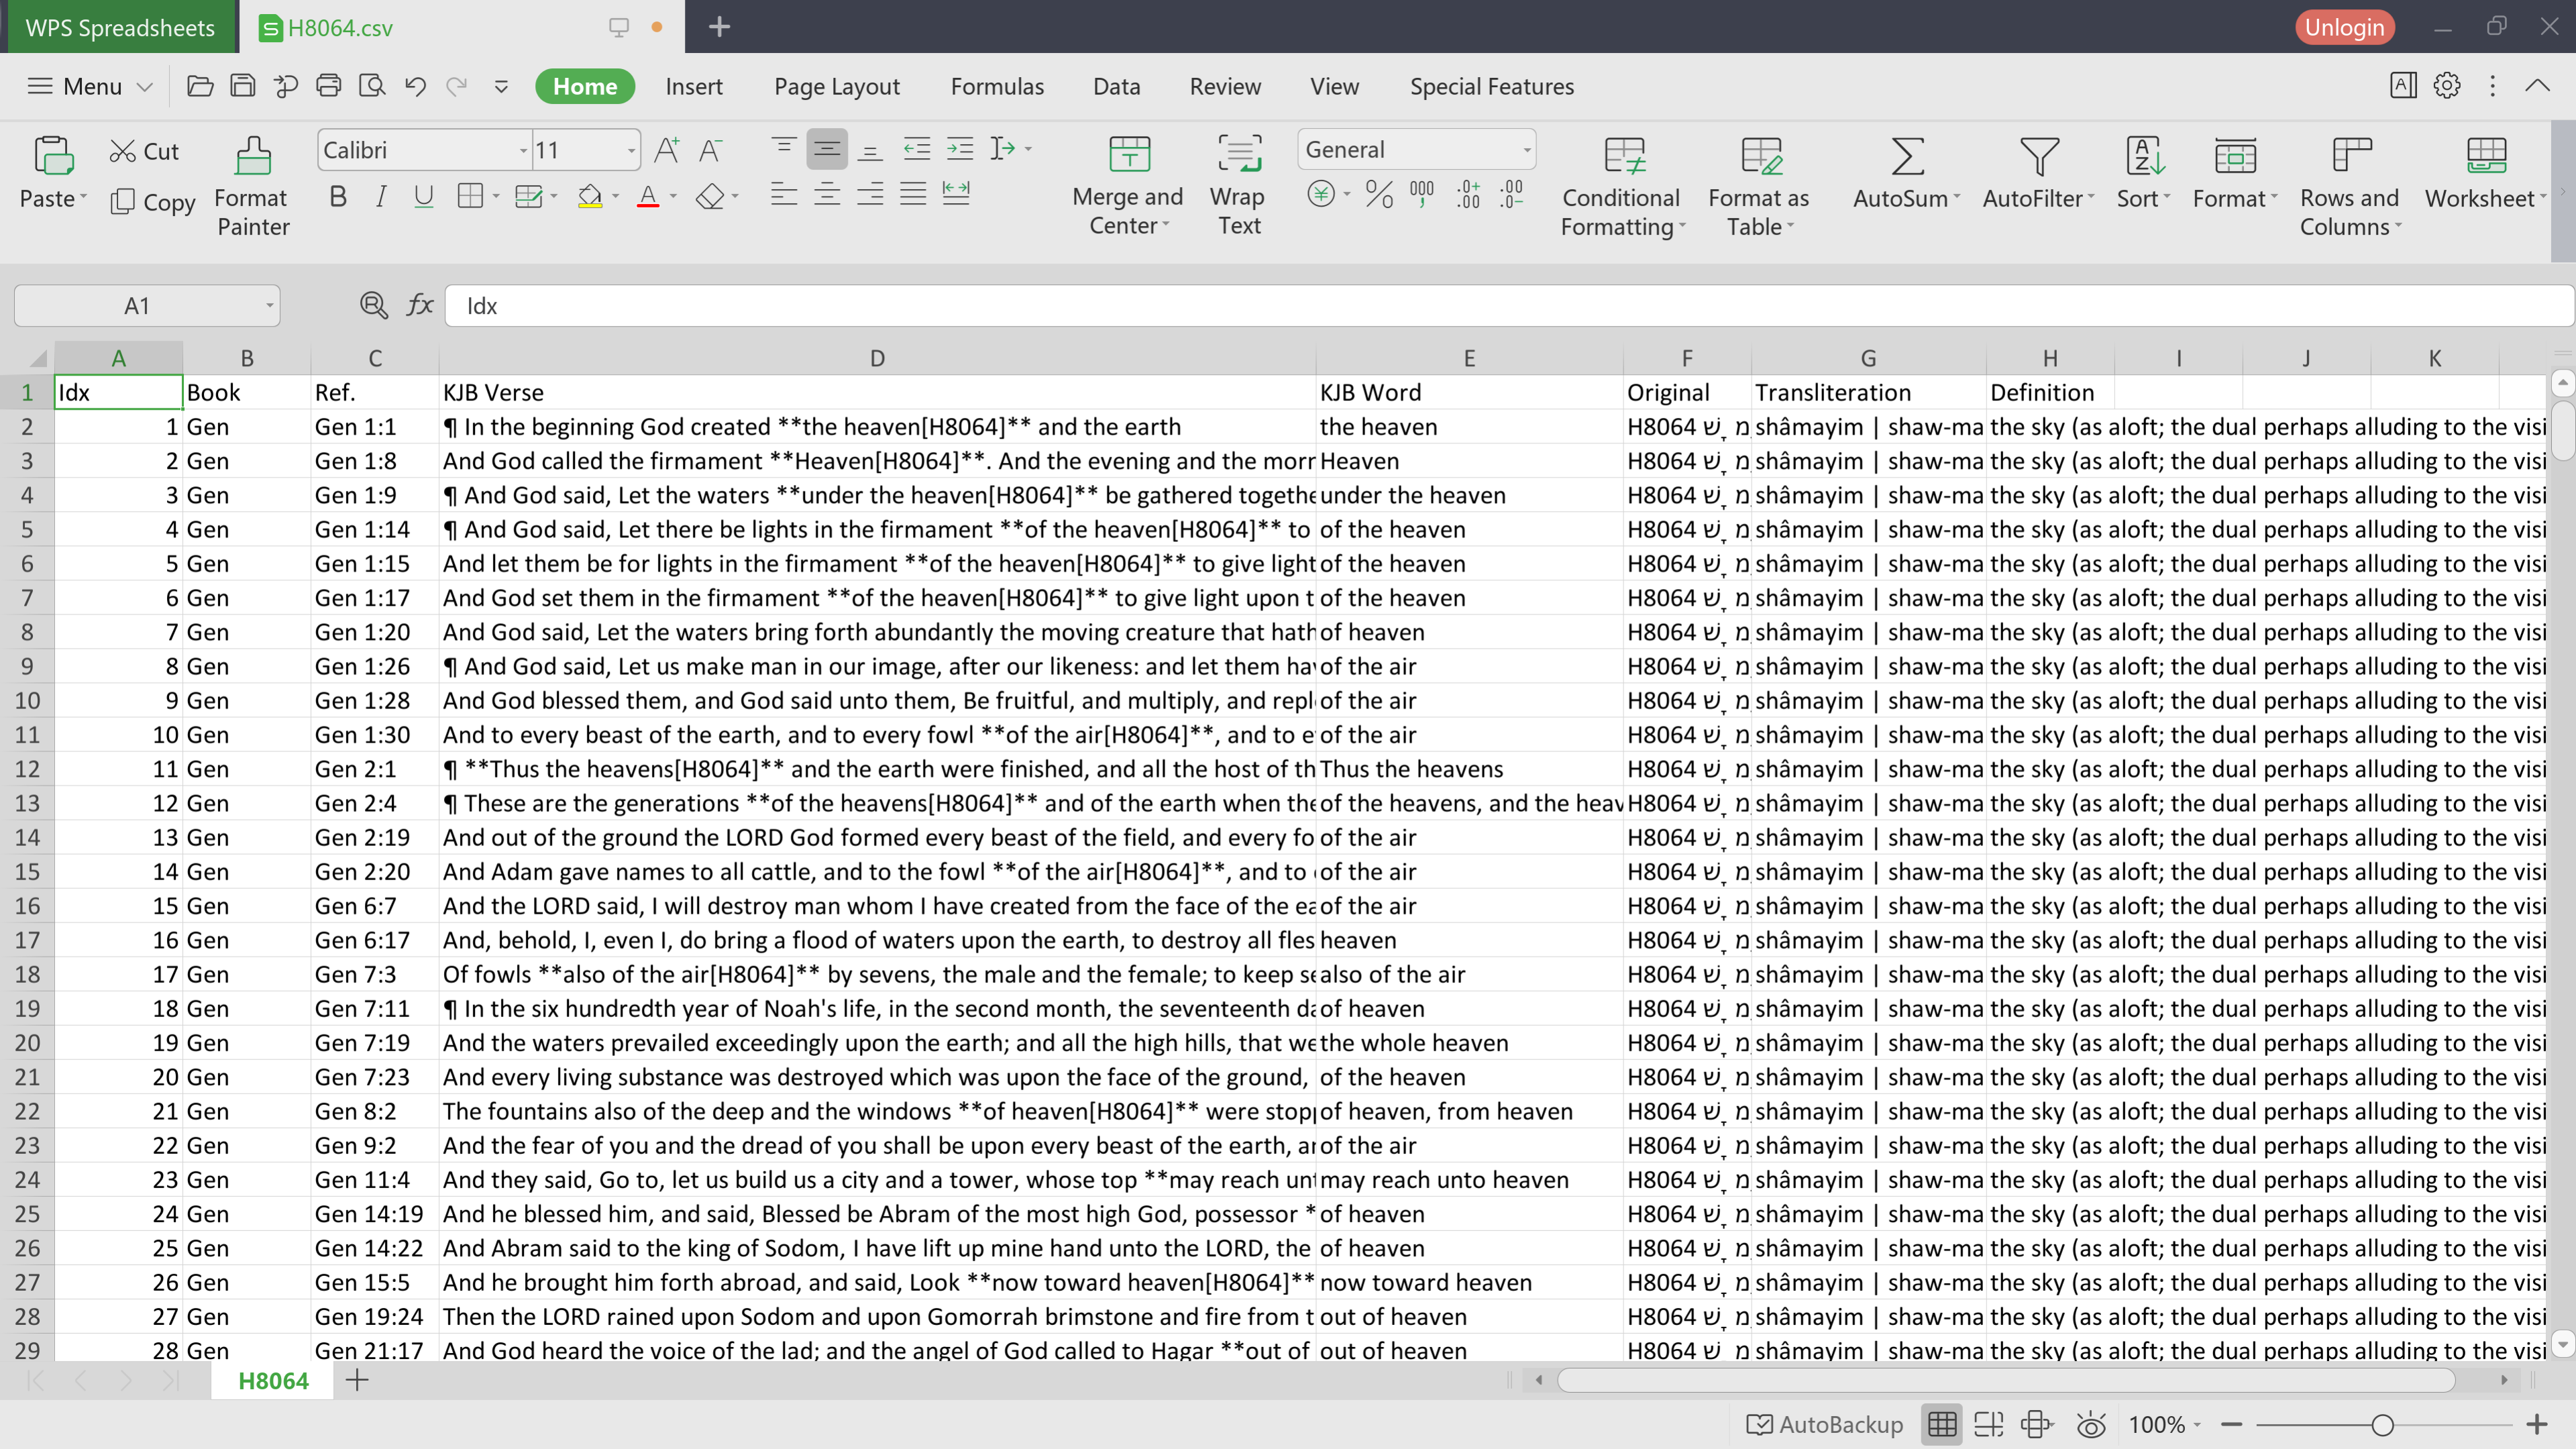 WPS Spreadsheets H8064.csv Unlogin
Menu Home Insert Page Layout Formulas Data Review View Special Features
Paste Cut Copy Format Painter Calibri 11 Merge and Center Wrap Text General Conditional Formatting Format as Table AutoSum AutoFilter Sort Format Rows and Columns Worksheet
A1 fx Idx
A B C D E F G H I J K
1 Idx Book Ref. KJB Verse KJB Word Original Transliteration Definition
2 1 Gen Gen 1:1 ¶ In the beginning God created **the heaven[H8064]** and the earth the heaven H8064 שָׁמַ shâmayim | shaw-ma the sky (as aloft; the dual perhaps alluding to the visi
3 2 Gen Gen 1:8 And God called the firmament **Heaven[H8064]**. And the evening and the morr Heaven H8064 שָׁמַ shâmayim | shaw-ma the sky (as aloft; the dual perhaps alluding to the visi
4 3 Gen Gen 1:9 ¶ And God said, Let the waters **under the heaven[H8064]** be gathered togethe under the heaven H8064 שָׁמַ shâmayim | shaw-ma the sky (as aloft; the dual perhaps alluding to the visi
5 4 Gen Gen 1:14 ¶ And God said, Let there be lights in the firmament **of the heaven[H8064]** to of the heaven H8064 שָׁמַ shâmayim | shaw-ma the sky (as aloft; the dual perhaps alluding to the visi
6 5 Gen Gen 1:15 And let them be for lights in the firmament **of the heaven[H8064]** to give light of the heaven H8064 שָׁמַ shâmayim | shaw-ma the sky (as aloft; the dual perhaps alluding to the visi
7 6 Gen Gen 1:17 And God set them in the firmament **of the heaven[H8064]** to give light upon t of the heaven H8064 שָׁמַ shâmayim | shaw-ma the sky (as aloft; the dual perhaps alluding to the visi
8 7 Gen Gen 1:20 And God said, Let the waters bring forth abundantly the moving creature that hath of heaven H8064 שָׁמַ shâmayim | shaw-ma the sky (as aloft; the dual perhaps alluding to the visi
9 8 Gen Gen 1:26 ¶ And God said, Let us make man in our image, after our likeness: and let them hav of the air H8064 שָׁמַ shâmayim | shaw-ma the sky (as aloft; the dual perhaps alluding to the visi
10 9 Gen Gen 1:28 And God blessed them, and God said unto them, Be fruitful, and multiply, and repl of the air H8064 שָׁמַ shâmayim | shaw-ma the sky (as aloft; the dual perhaps alluding to the visi
11 10 Gen Gen 1:30 And to every beast of the earth, and to every fowl **of the air[H8064]**, and to e of the air H8064 שָׁמַ shâmayim | shaw-ma the sky (as aloft; the dual perhaps alluding to the visi
12 11 Gen Gen 2:1 ¶ **Thus the heavens[H8064]** and the earth were finished, and all the host of th Thus the heavens H8064 שָׁמַ shâmayim | shaw-ma the sky (as aloft; the dual perhaps alluding to the visi
13 12 Gen Gen 2:4 ¶ These are the generations **of the heavens[H8064]** and of the earth when the of the heavens, and the heav H8064 שָׁמַ shâmayim | shaw-ma the sky (as aloft; the dual perhaps alluding to the visi
14 13 Gen Gen 2:19 And out of the ground the LORD God formed every beast of the field, and every fo of the air H8064 שָׁמַ shâmayim | shaw-ma the sky (as aloft; the dual perhaps alluding to the visi
15 14 Gen Gen 2:20 And Adam gave names to all cattle, and to the fowl **of the air[H8064]**, and to of the air H8064 שָׁמַ shâmayim | shaw-ma the sky (as aloft; the dual perhaps alluding to the visi
16 15 Gen Gen 6:7 And the LORD said, I will destroy man whom I have created from the face of the ea of the air H8064 שָׁמַ shâmayim | shaw-ma the sky (as aloft; the dual perhaps alluding to the visi
17 16 Gen Gen 6:17 And, behold, I, even I, do bring a flood of waters upon the earth, to destroy all fles heaven H8064 שָׁמַ shâmayim | shaw-ma the sky (as aloft; the dual perhaps alluding to the visi
18 17 Gen Gen 7:3 Of fowls **also of the air[H8064]** by sevens, the male and the female; to keep se also of the air H8064 שָׁמַ shâmayim | shaw-ma the sky (as aloft; the dual perhaps alluding to the visi
19 18 Gen Gen 7:11 ¶ In the six hundredth year of Noah's life, in the second month, the seventeenth da of heaven H8064 שָׁמַ shâmayim | shaw-ma the sky (as aloft; the dual perhaps alluding to the visi
20 19 Gen Gen 7:19 And the waters prevailed exceedingly upon the earth; and all the high hills, that we the whole heaven H8064 שָׁמַ shâmayim | shaw-ma the sky (as aloft; the dual perhaps alluding to the visi
21 20 Gen Gen 7:23 And every living substance was destroyed which was upon the face of the ground, of the heaven H8064 שָׁמַ shâmayim | shaw-ma the sky (as aloft; the dual perhaps alluding to the visi
22 21 Gen Gen 8:2 The fountains also of the deep and the windows **of heaven[H8064]** were stopp of heaven, from heaven H8064 שָׁמַ shâmayim | shaw-ma the sky (as aloft; the dual perhaps alluding to the visi
23 22 Gen Gen 9:2 And the fear of you and the dread of you shall be upon every beast of the earth, ar of the air H8064 שָׁמַ shâmayim | shaw-ma the sky (as aloft; the dual perhaps alluding to the visi
24 23 Gen Gen 11:4 And they said, Go to, let us build us a city and a tower, whose top **may reach unt may reach unto heaven H8064 שָׁמַ shâmayim | shaw-ma the sky (as aloft; the dual perhaps alluding to the visi
25 24 Gen Gen 14:19 And he blessed him, and said, Blessed be Abram of the most high God, possessor * of heaven H8064 שָׁמַ shâmayim | shaw-ma the sky (as aloft; the dual perhaps alluding to the visi
26 25 Gen Gen 14:22 And Abram said to the king of Sodom, I have lift up mine hand unto the LORD, the of heaven H8064 שָׁמַ shâmayim | shaw-ma the sky (as aloft; the dual perhaps alluding to the visi
27 26 Gen Gen 15:5 And he brought him forth abroad, and said, Look **now toward heaven[H8064]** now toward heaven H8064 שָׁמַ shâmayim | shaw-ma the sky (as aloft; the dual perhaps alluding to the visi
28 27 Gen Gen 19:24 Then the LORD rained upon Sodom and upon Gomorrah brimstone and fire from t out of heaven H8064 שָׁמַ shâmayim | shaw-ma the sky (as aloft; the dual perhaps alluding to the visi
29 28 Gen Gen 21:17 And God heard the voice of the lad; and the angel of God called to Hagar **out of out of heaven H8064 שָׁמַ shâmayim | shaw-ma the sky (as aloft; the dual perhaps alluding to the visi
H8064
AutoBackup 100%